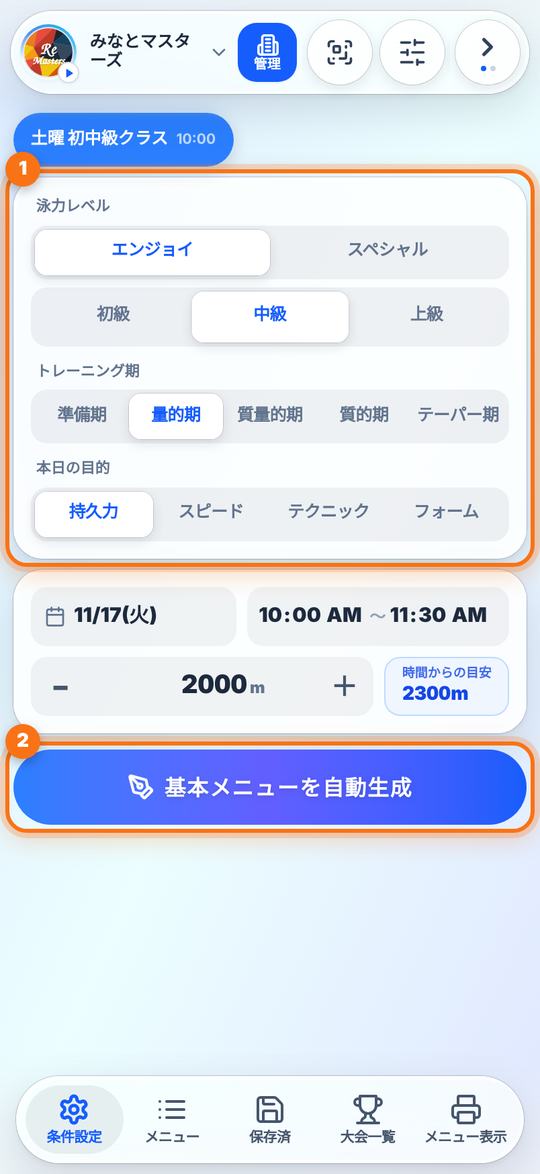 Re
Masters
みなとマスターズ
管理
土曜 初中級クラス 10:00
1
泳力レベル
エンジョイ スペシャル
初級 中級 上級
トレーニング期
準備期 量的期 質量的期 質的期 テーパー期
本日の目的
持久力 スピード テクニック フォーム
11/17(火) 10:00 AM ～ 11:30 AM
− 2000 m +
時間からの目安
2300m
2
基本メニューを自動生成
条件設定 メニュー 保存済 大会一覧 メニュー表示